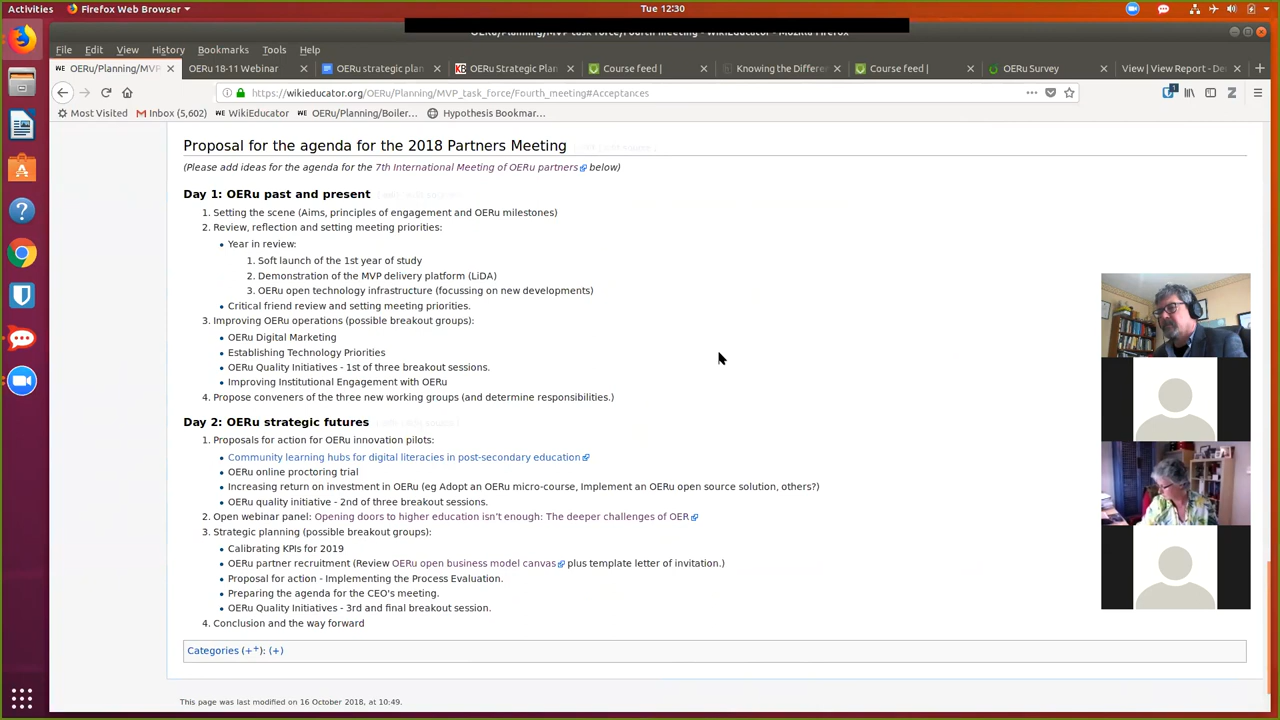 Activities
Firefox Web Browser
Tue 12:30
OERu/Planning/MVP task force/Fourth meeting - WikiEducator - Mozilla Firefox
File Edit View History Bookmarks Tools Help
OERu/Planning/MVP
OERu 18-11 Webinar
OERu strategic plan
OERu Strategic Plan
Course feed |
Knowing the Differe
Course feed |
OERu Survey
View | View Report - De
https://wikieducator.org/OERu/Planning/MVP_task_force/Fourth_meeting#Acceptances
Most Visited
Inbox (5,602)
WikiEducator
OERu/Planning/Boiler...
Hypothesis Bookmar...
Proposal for the agenda for the 2018 Partners Meeting
(Please add ideas for the agenda for the 7th International Meeting of OERu partners below)
Day 1: OERu past and present
1. Setting the scene (Aims, principles of engagement and OERu milestones)
2. Review, reflection and setting meeting priorities:
• Year in review:
1. Soft launch of the 1st year of study
2. Demonstration of the MVP delivery platform (LiDA)
3. OERu open technology infrastructure (focussing on new developments)
• Critical friend review and setting meeting priorities.
3. Improving OERu operations (possible breakout groups):
• OERu Digital Marketing
• Establishing Technology Priorities
• OERu Quality Initiatives - 1st of three breakout sessions.
• Improving Institutional Engagement with OERu
4. Propose conveners of the three new working groups (and determine responsibilities.)
Day 2: OERu strategic futures
1. Proposals for action for OERu innovation pilots:
• Community learning hubs for digital literacies in post-secondary education
• OERu online proctoring trial
• Increasing return on investment in OERu (eg Adopt an OERu micro-course, Implement an OERu open source solution, others?)
• OERu quality initiative - 2nd of three breakout sessions.
2. Open webinar panel: Opening doors to higher education isn't enough: The deeper challenges of OER
3. Strategic planning (possible breakout groups):
• Calibrating KPIs for 2019
• OERu partner recruitment (Review OERu open business model canvas plus template letter of invitation.)
• Proposal for action - Implementing the Process Evaluation.
• Preparing the agenda for the CEO's meeting.
• OERu Quality Initiatives - 3rd and final breakout session.
4. Conclusion and the way forward
Categories (++): (+)
This page was last modified on 16 October 2018, at 10:49.